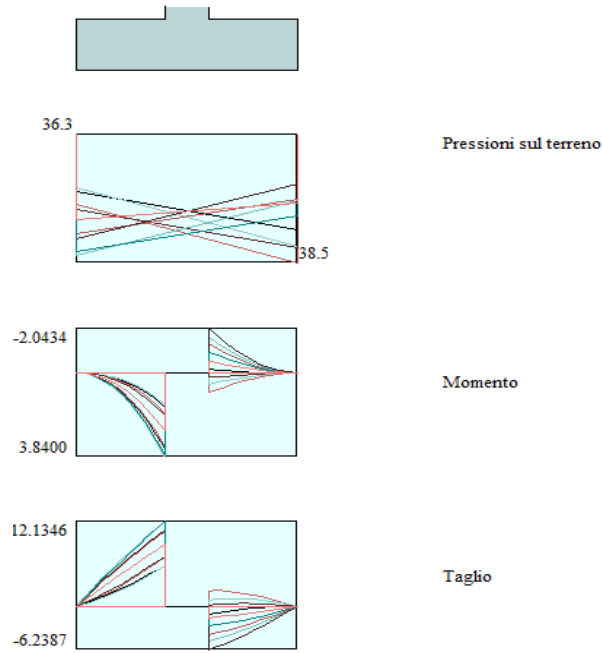 36.3
Pressioni sul terreno
38.5
-2.0434
Momento
3.8400
12.1346
Taglio
-6.2387